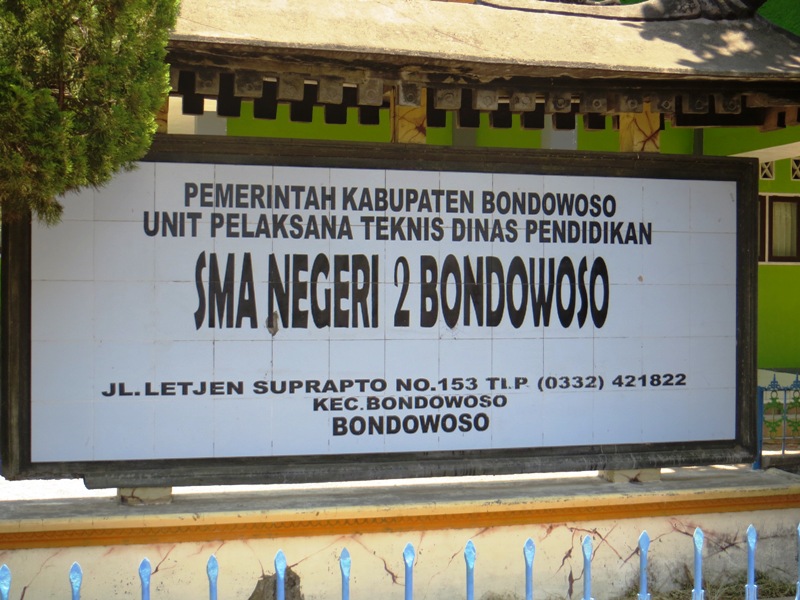 PEMERINTAH KABUPATEN BONDOWOSO
UNIT PELAKSANA TEKNIS DINAS PENDIDIKAN
SMA NEGERI 2 BONDOWOSO
JL.LETJEN SUPRAPTO NO.153 TLP (0332) 421822
KEC.BONDOWOSO
BONDOWOSO